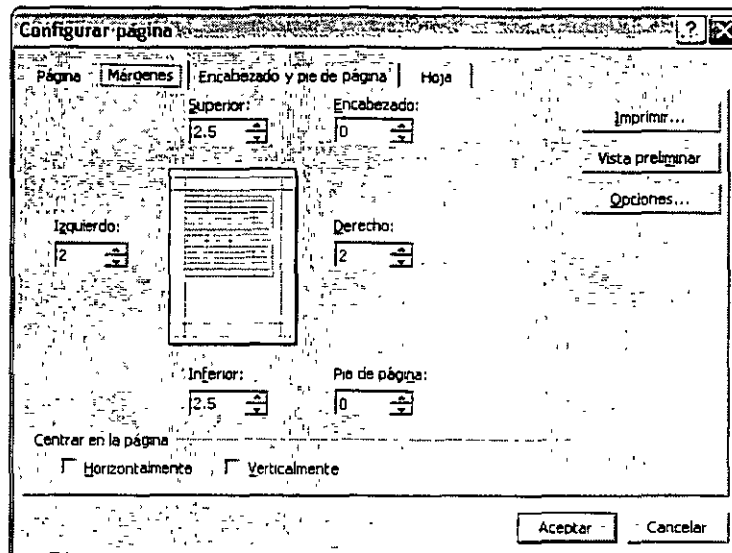 Configurar página
Página Márgenes Encabezado y pie de página Hoja
Superior: Encabezado:
2.5 0
Imprimir...
Vista preliminar
Opciones...
Izquierdo: Derecho:
2 2
Inferior: Pie de página:
2.5 0
Centrar en la página
Horizontalmente Verticalmente
Aceptar Cancelar